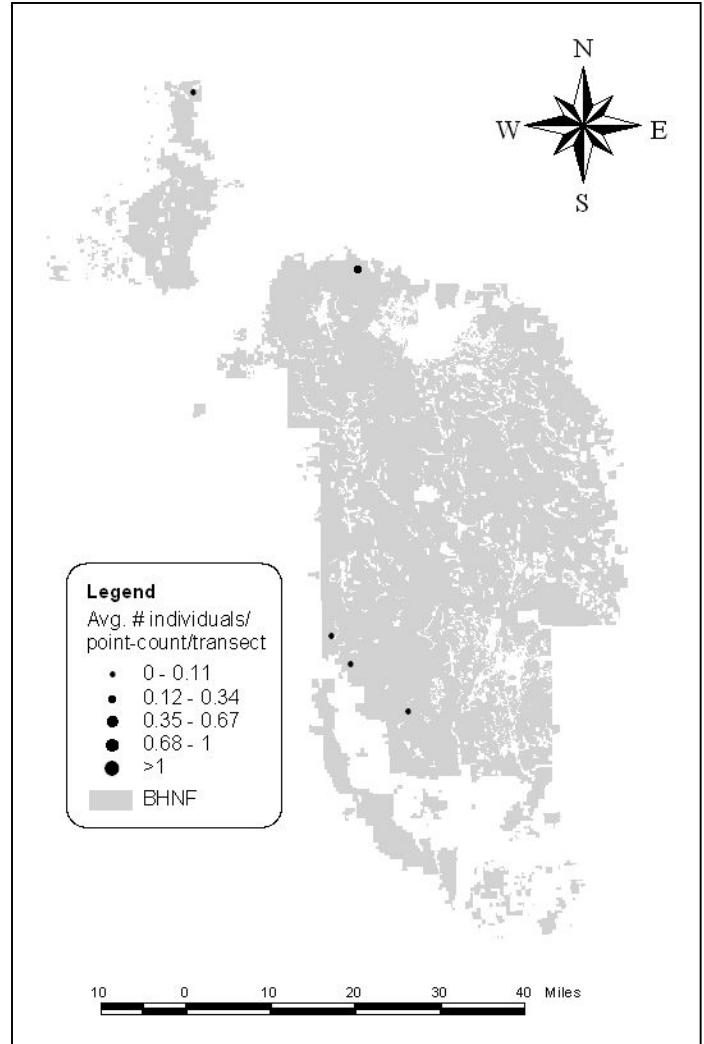 N
W E
S
Legend
Avg. # individuals/
point-count/transect
0 - 0.11
0.12 - 0.34
0.35 - 0.67
0.68 - 1
>1
BHNF
10 0 10 20 30 40 Miles